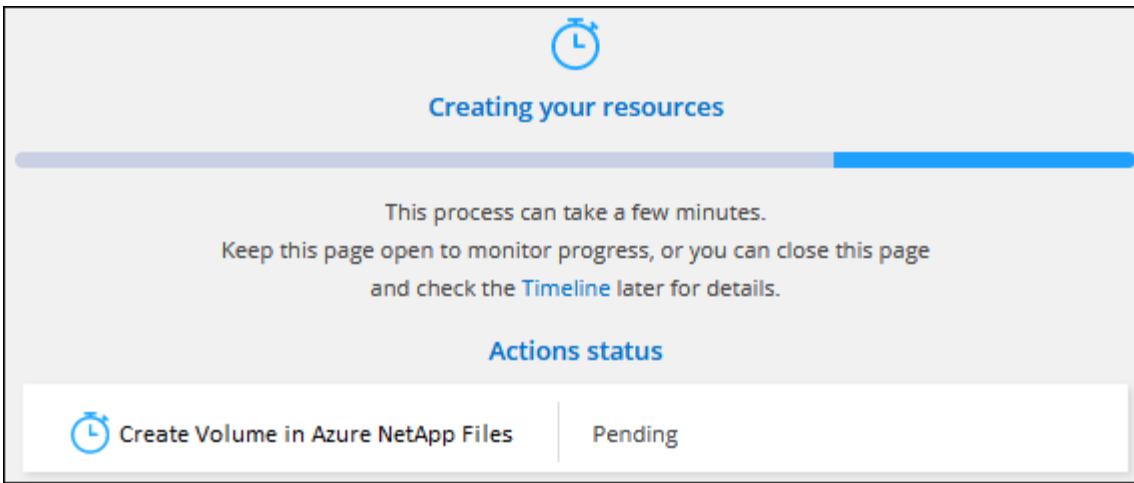 Creating your resources
This process can take a few minutes.
Keep this page open to monitor progress, or you can close this page
and check the Timeline later for details.
Actions status
Create Volume in Azure NetApp Files Pending